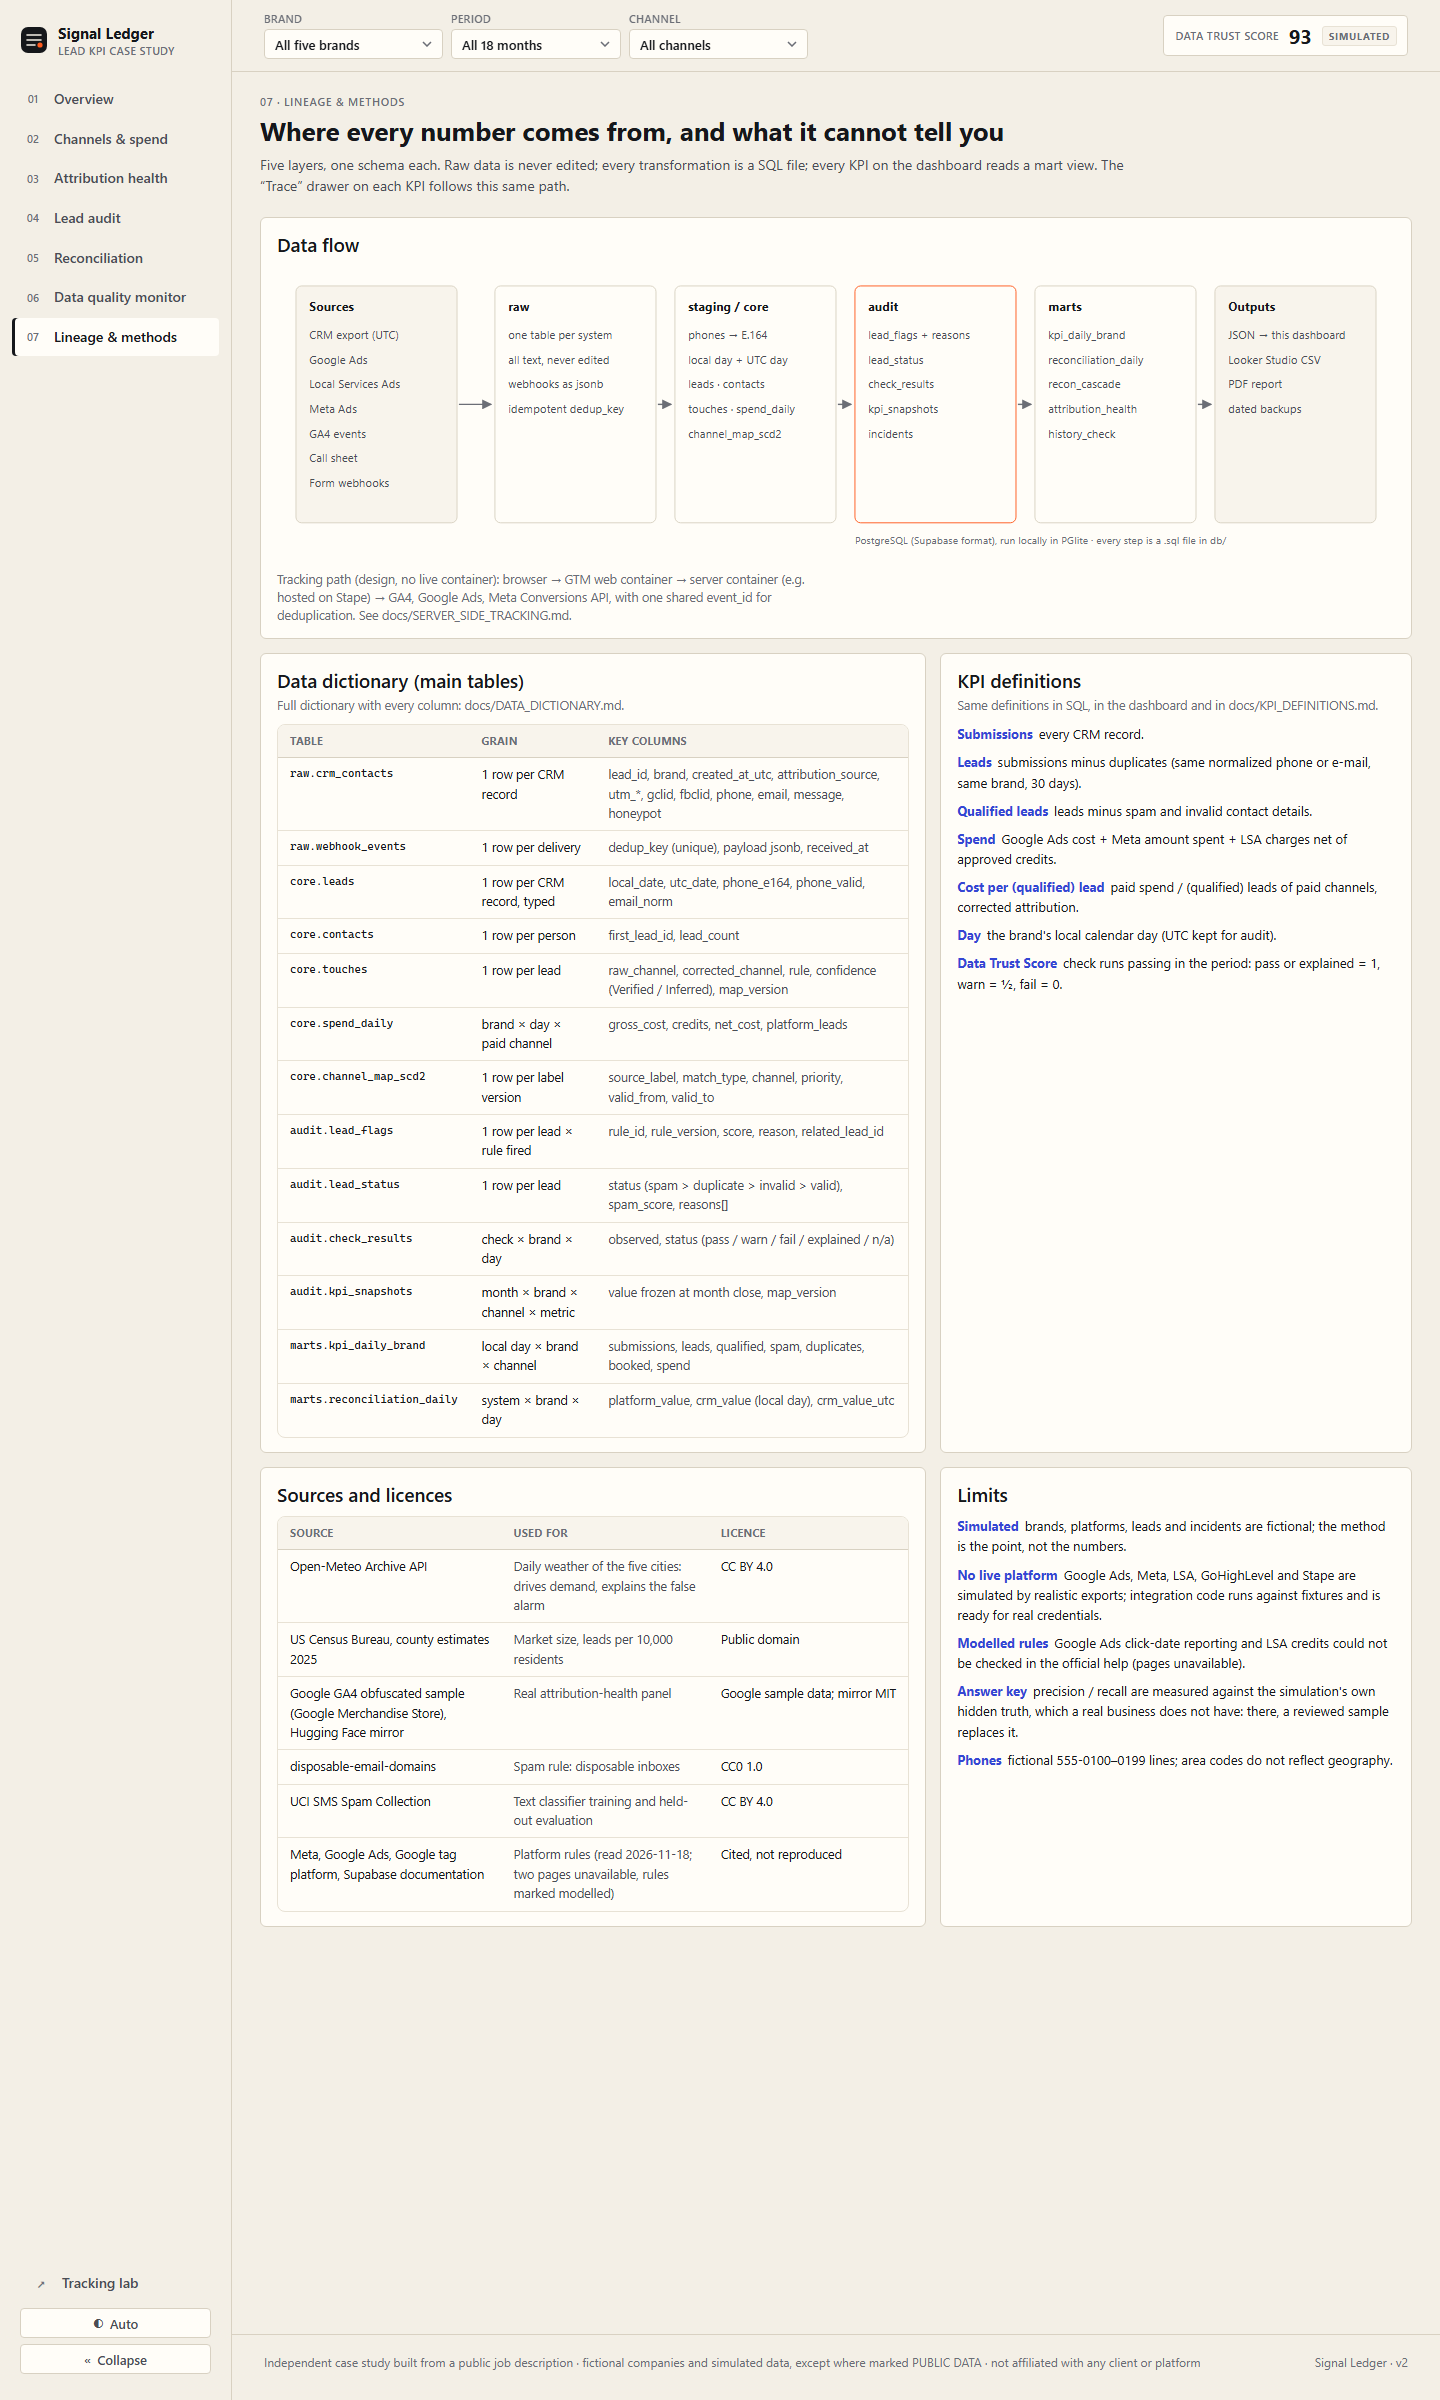 Signal Ledger
LEAD KPI CASE STUDY
01 Overview
02 Channels & spend
03 Attribution health
04 Lead audit
05 Reconciliation
06 Data quality monitor
07 Lineage & methods
↗ Tracking lab
◐ Auto
« Collapse
BRAND
All five brands
PERIOD
All 18 months
CHANNEL
All channels
DATA TRUST SCORE 93 SIMULATED
07 · LINEAGE & METHODS
Where every number comes from, and what it cannot tell you
Five layers, one schema each. Raw data is never edited; every transformation is a SQL file; every KPI on the dashboard reads a mart view. The
“Trace” drawer on each KPI follows this same path.
Data flow
Sources
CRM export (UTC)
Google Ads
Local Services Ads
Meta Ads
GA4 events
Call sheet
Form webhooks
raw
one table per system
all text, never edited
webhooks as jsonb
idempotent dedup_key
staging / core
phones → E.164
local day + UTC day
leads · contacts
touches · spend_daily
channel_map_scd2
audit
lead_flags + reasons
lead_status
check_results
kpi_snapshots
incidents
marts
kpi_daily_brand
reconciliation_daily
recon_cascade
attribution_health
history_check
Outputs
JSON → this dashboard
Looker Studio CSV
PDF report
dated backups
PostgreSQL (Supabase format), run locally in PGlite · every step is a .sql file in db/
Tracking path (design, no live container): browser → GTM web container → server container (e.g.
hosted on Stape) → GA4, Google Ads, Meta Conversions API, with one shared event_id for
deduplication. See docs/SERVER_SIDE_TRACKING.md.
Data dictionary (main tables)
Full dictionary with every column: docs/DATA_DICTIONARY.md.
TABLE GRAIN KEY COLUMNS
raw.crm_contacts 1 row per CRM lead_id, brand, created_at_utc, attribution_source,
record utm_*, gclid, fbclid, phone, email, message,
honeypot
raw.webhook_events 1 row per delivery dedup_key (unique), payload jsonb, received_at
core.leads 1 row per CRM local_date, utc_date, phone_e164, phone_valid,
record, typed email_norm
core.contacts 1 row per person first_lead_id, lead_count
core.touches 1 row per lead raw_channel, corrected_channel, rule, confidence
(Verified / Inferred), map_version
core.spend_daily brand × day × gross_cost, credits, net_cost, platform_leads
paid channel
core.channel_map_scd2 1 row per label source_label, match_type, channel, priority,
version valid_from, valid_to
audit.lead_flags 1 row per lead × rule_id, rule_version, score, reason, related_lead_id
rule fired
audit.lead_status 1 row per lead status (spam > duplicate > invalid > valid),
spam_score, reasons[]
audit.check_results check × brand × observed, status (pass / warn / fail / explained / n/a)
day
audit.kpi_snapshots month × brand × value frozen at month close, map_version
channel × metric
marts.kpi_daily_brand local day × brand submissions, leads, qualified, spam, duplicates,
× channel booked, spend
marts.reconciliation_daily system × brand × platform_value, crm_value (local day), crm_value_utc
day
KPI definitions
Same definitions in SQL, in the dashboard and in docs/KPI_DEFINITIONS.md.
Submissions every CRM record.
Leads submissions minus duplicates (same normalized phone or e-mail,
same brand, 30 days).
Qualified leads leads minus spam and invalid contact details.
Spend Google Ads cost + Meta amount spent + LSA charges net of
approved credits.
Cost per (qualified) lead paid spend / (qualified) leads of paid channels,
corrected attribution.
Day the brand's local calendar day (UTC kept for audit).
Data Trust Score check runs passing in the period: pass or explained = 1,
warn = ½, fail = 0.
Sources and licences
SOURCE USED FOR LICENCE
Open-Meteo Archive API Daily weather of the five cities: CC BY 4.0
drives demand, explains the false
alarm
US Census Bureau, county estimates Market size, leads per 10,000 Public domain
2025 residents
Google GA4 obfuscated sample Real attribution-health panel Google sample data; mirror MIT
(Google Merchandise Store),
Hugging Face mirror
disposable-email-domains Spam rule: disposable inboxes CC0 1.0
UCI SMS Spam Collection Text classifier training and held- CC BY 4.0
out evaluation
Meta, Google Ads, Google tag Platform rules (read 2026-11-18; Cited, not reproduced
platform, Supabase documentation two pages unavailable, rules
marked modelled)
Limits
Simulated brands, platforms, leads and incidents are fictional; the method
is the point, not the numbers.
No live platform Google Ads, Meta, LSA, GoHighLevel and Stape are
simulated by realistic exports; integration code runs against fixtures and is
ready for real credentials.
Modelled rules Google Ads click-date reporting and LSA credits could not
be checked in the official help (pages unavailable).
Answer key precision / recall are measured against the simulation's own
hidden truth, which a real business does not have: there, a reviewed sample
replaces it.
Phones fictional 555-0100–0199 lines; area codes do not reflect geography.
Independent case study built from a public job description · fictional companies and simulated data, except where marked PUBLIC DATA · not affiliated with any client or platform
Signal Ledger · v2